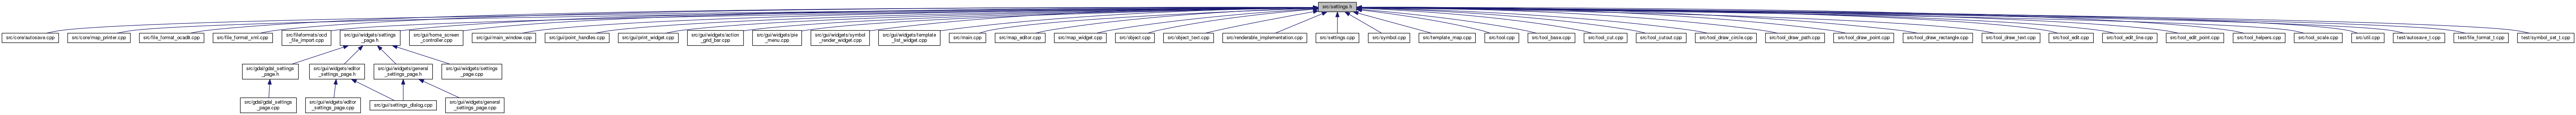 src/settings.h
src/core/autosave.cpp
src/core/map_printer.cpp
src/file_format_ocad8.cpp
src/file_format_xml.cpp
src/fileformats/ocd
_file_import.cpp
src/gui/widgets/settings
_page.h
src/gui/home_screen
_controller.cpp
src/gui/main_window.cpp
src/gui/point_handles.cpp
src/gui/print_widget.cpp
src/gui/widgets/action
_grid_bar.cpp
src/gui/widgets/pie
_menu.cpp
src/gui/widgets/symbol
_render_widget.cpp
src/gui/widgets/template
_list_widget.cpp
src/main.cpp
src/map_editor.cpp
src/map_widget.cpp
src/object.cpp
src/object_text.cpp
src/renderable_implementation.cpp
src/settings.cpp
src/symbol.cpp
src/template_map.cpp
src/tool.cpp
src/tool_base.cpp
src/tool_cut.cpp
src/tool_cutout.cpp
src/tool_draw_circle.cpp
src/tool_draw_path.cpp
src/tool_draw_point.cpp
src/tool_draw_rectangle.cpp
src/tool_draw_text.cpp
src/tool_edit.cpp
src/tool_edit_line.cpp
src/tool_edit_point.cpp
src/tool_helpers.cpp
src/tool_scale.cpp
src/util.cpp
test/autosave_t.cpp
test/file_format_t.cpp
test/symbol_set_t.cpp
src/gdal/gdal_settings
_page.h
src/gui/widgets/editor
_settings_page.h
src/gui/widgets/general
_settings_page.h
src/gui/widgets/settings
_page.cpp
src/gdal/gdal_settings
_page.cpp
src/gui/widgets/editor
_settings_page.cpp
src/gui/settings_dialog.cpp
src/gui/widgets/general
_settings_page.cpp